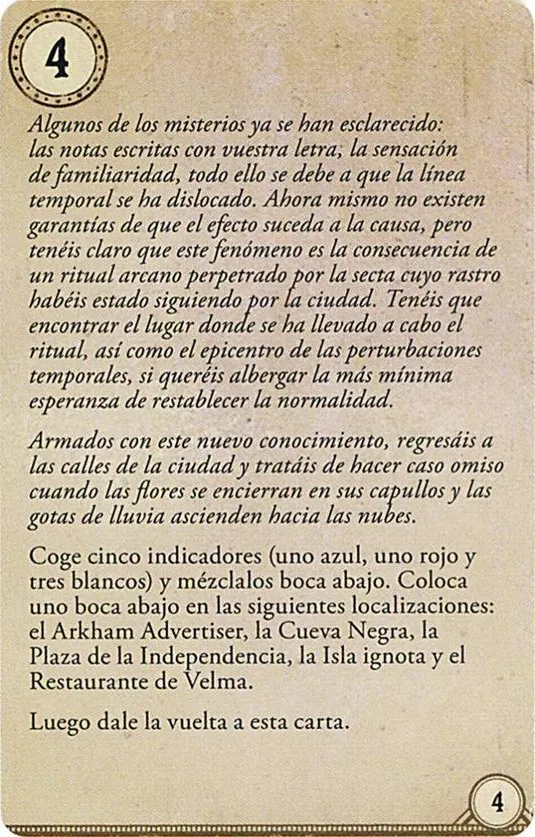 4
Algunos de los misterios ya se han esclarecido:
las notas escritas con vuestra letra, la sensación
de familiaridad, todo ello se debe a que la línea
temporal se ha dislocado. Ahora mismo no existen
garantías de que el efecto suceda a la causa, pero
tenéis claro que este fenómeno es la consecuencia de
un ritual arcano perpetrado por la secta cuyo rastro
habéis estado siguiendo por la ciudad. Tenéis que
encontrar el lugar donde se ha llevado a cabo el
ritual, así como el epicentro de las perturbaciones
temporales, si queréis albergar la más mínima
esperanza de restablecer la normalidad.
Armados con este nuevo conocimiento, regresáis a
las calles de la ciudad y tratáis de hacer caso omiso
cuando las flores se encierran en sus capullos y las
gotas de lluvia ascienden hacia las nubes.
Coge cinco indicadores (uno azul, uno rojo y
tres blancos) y mézclalos boca abajo. Coloca
uno boca abajo en las siguientes localizaciones:
el Arkham Advertiser, la Cueva Negra, la
Plaza de la Independencia, la Isla ignota y el
Restaurante de Velma.
Luego dale la vuelta a esta carta.
4